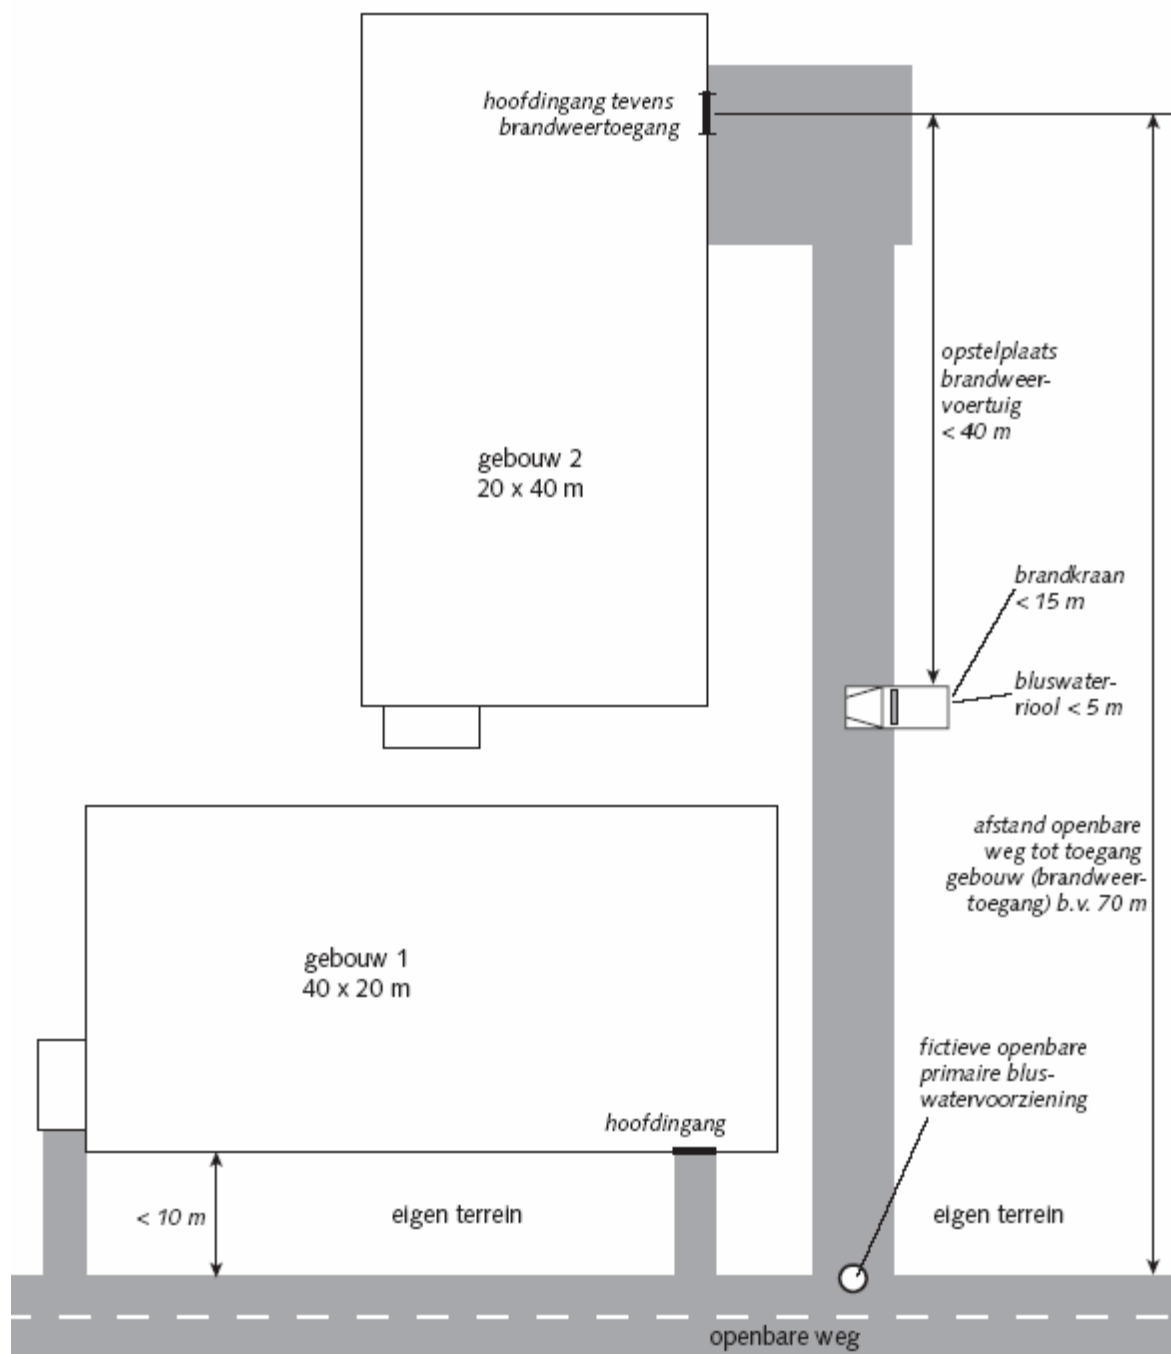 hoofdingang tevens
brandweertoegang
opstelplaats
brandweer-
voertuig
< 40 m
gebouw 2
20 x 40 m
brandkraan
< 15 m
bluswater-
riool < 5 m
afstand openbare
weg tot toegang
gebouw (brandweer-
toegang) b.v. 70 m
gebouw 1
40 x 20 m
fictieve openbare
primaire blus-
watervoorziening
hoofdingang
< 10 m
eigen terrein
eigen terrein
openbare weg